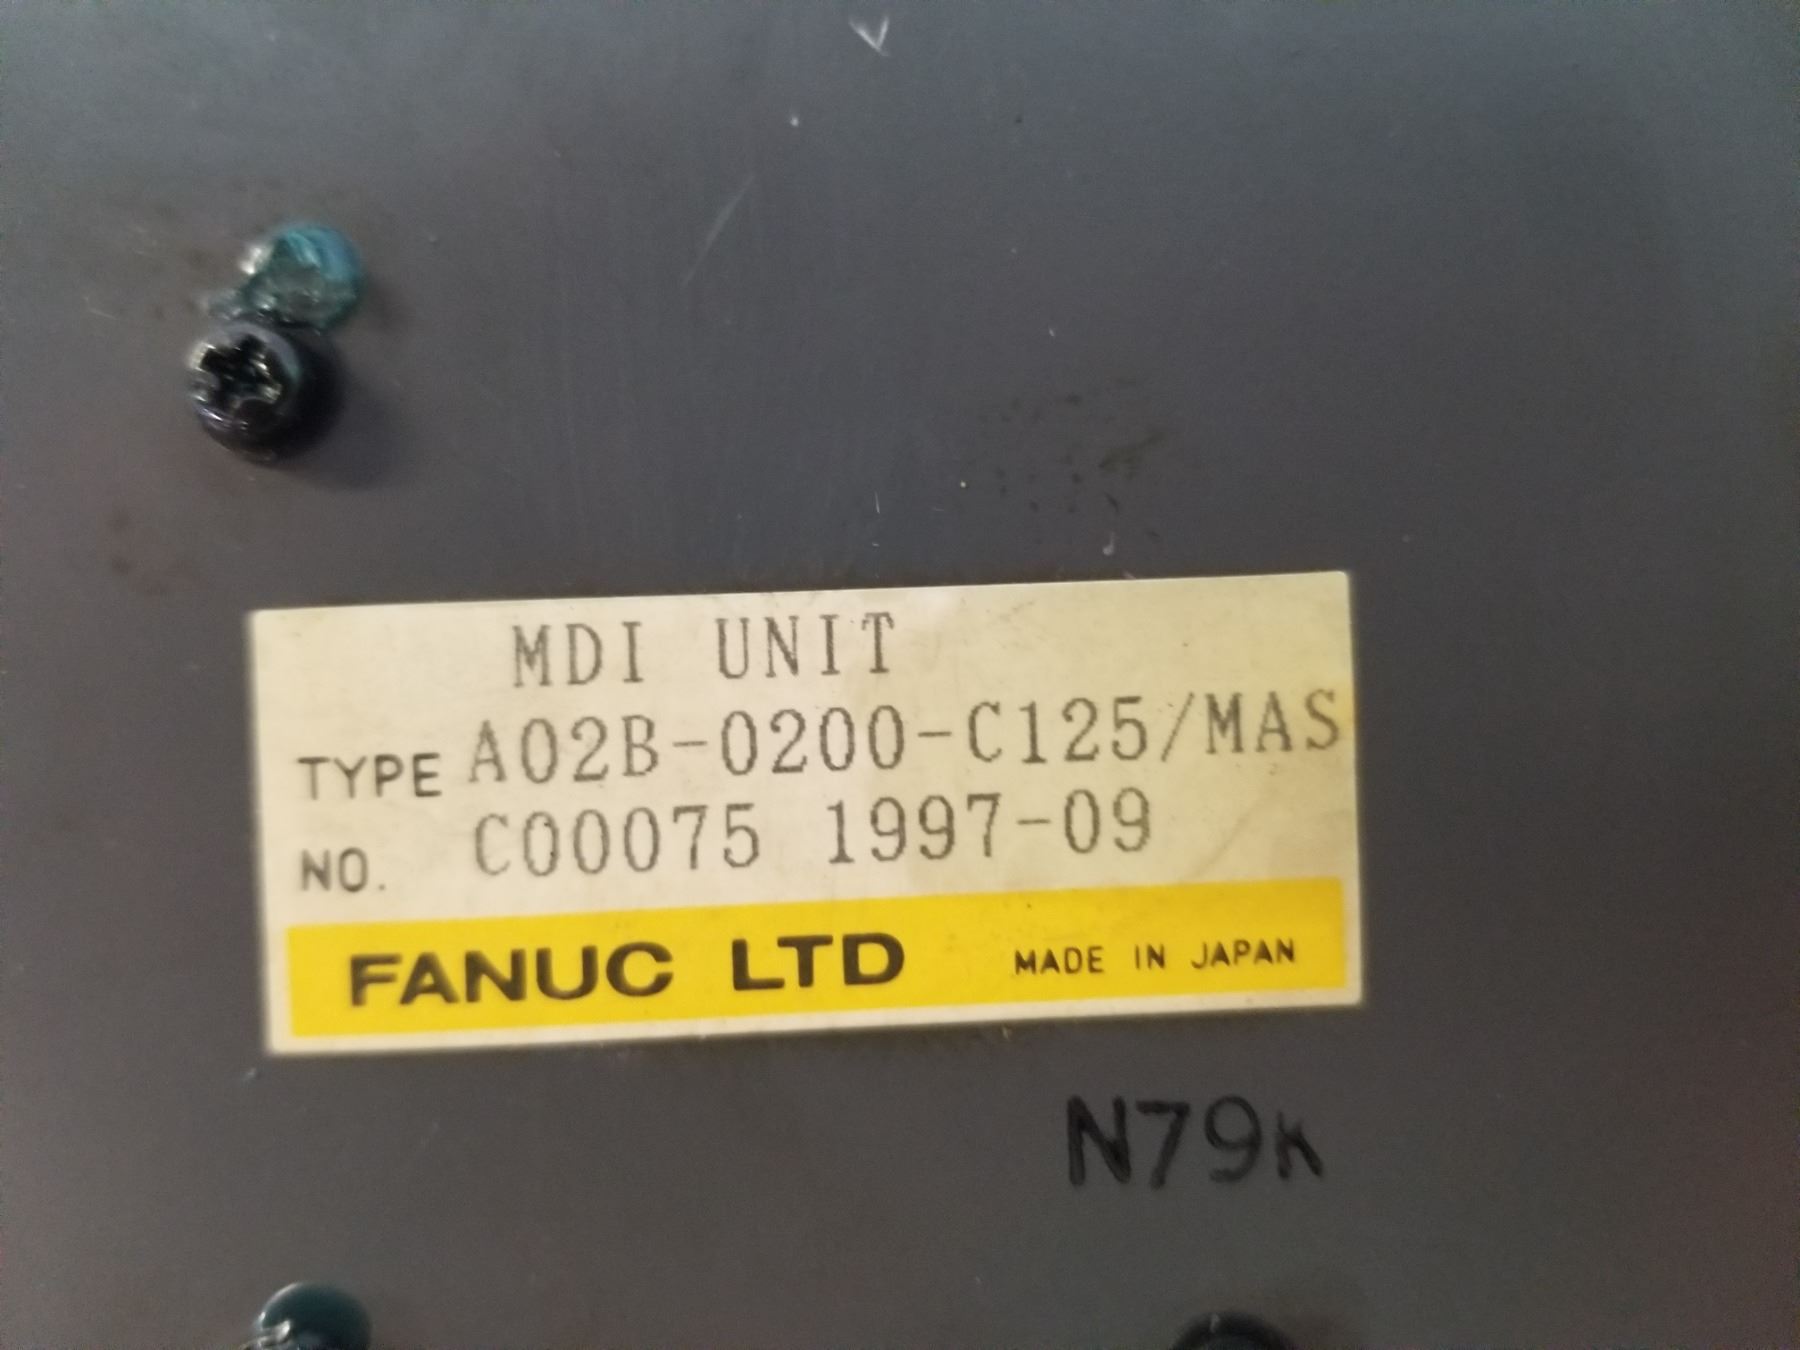 MDI UNIT
TYPE A02B-0200-C125/MAS
NO. C00075 1997-09
FANUC LTD MADE IN JAPAN
N79K